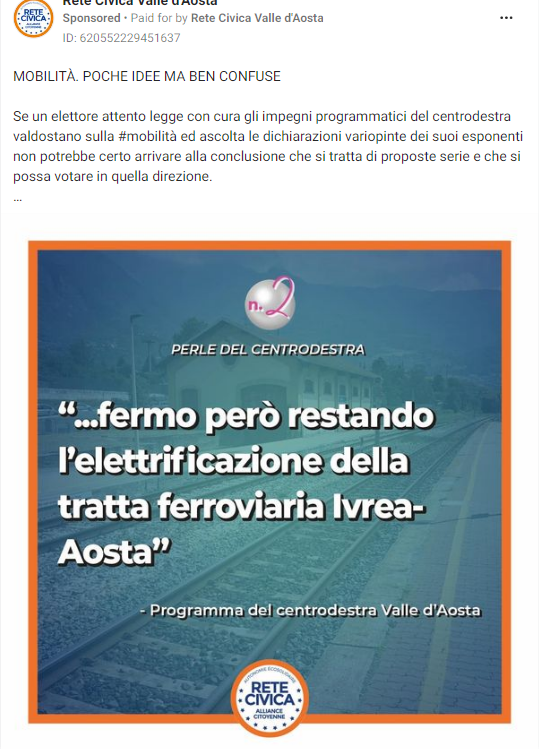 Rete Civica Valle d'Aosta
Sponsored • Paid for by Rete Civica Valle d'Aosta
ID: 620552229451637
MOBILITÀ. POCHE IDEE MA BEN CONFUSE
Se un elettore attento legge con cura gli impegni programmatici del centrodestra
valdostano sulla #mobilità ed ascolta le dichiarazioni variopinte dei suoi esponenti
non potrebbe certo arrivare alla conclusione che si tratta di proposte serie e che si
possa votare in quella direzione.
...
n.2
PERLE DEL CENTRODESTRA
“...fermo però restando
l’elettrificazione della
tratta ferroviaria Ivrea-
Aosta”
- Programma del centrodestra Valle d'Aosta
AUTONOMIE ECOSOLIDALE
RETE
CIVICA
ALLIANCE
CITOYENNE
RETE
CIVICA
ALLIANCE
CITOYENNE